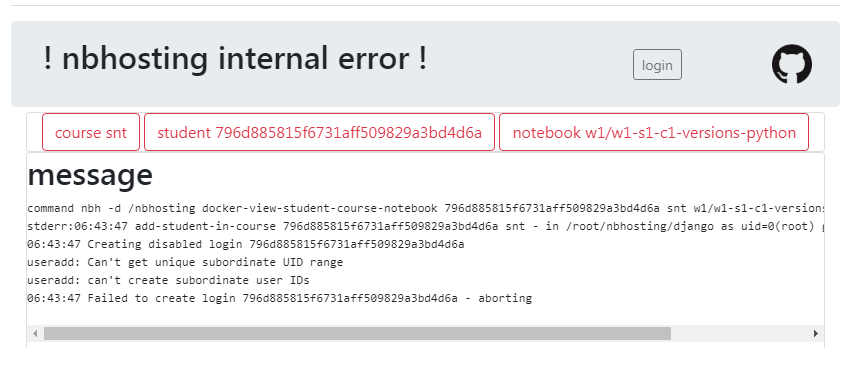 ! nbhosting internal error !
login
course snt
student 796d885815f6731aff509829a3bd4d6a
notebook w1/w1-s1-c1-versions-python
message
command nbh -d /nbhosting docker-view-student-course-notebook 796d885815f6731aff509829a3bd4d6a snt w1/w1-s1-c1-versions
stderr:06:43:47 add-student-in-course 796d885815f6731aff509829a3bd4d6a snt - in /root/nbhosting/django as uid=0(root) g
06:43:47 Creating disabled login 796d885815f6731aff509829a3bd4d6a
useradd: Can't get unique subordinate UID range
useradd: can't create subordinate user IDs
06:43:47 Failed to create login 796d885815f6731aff509829a3bd4d6a - aborting